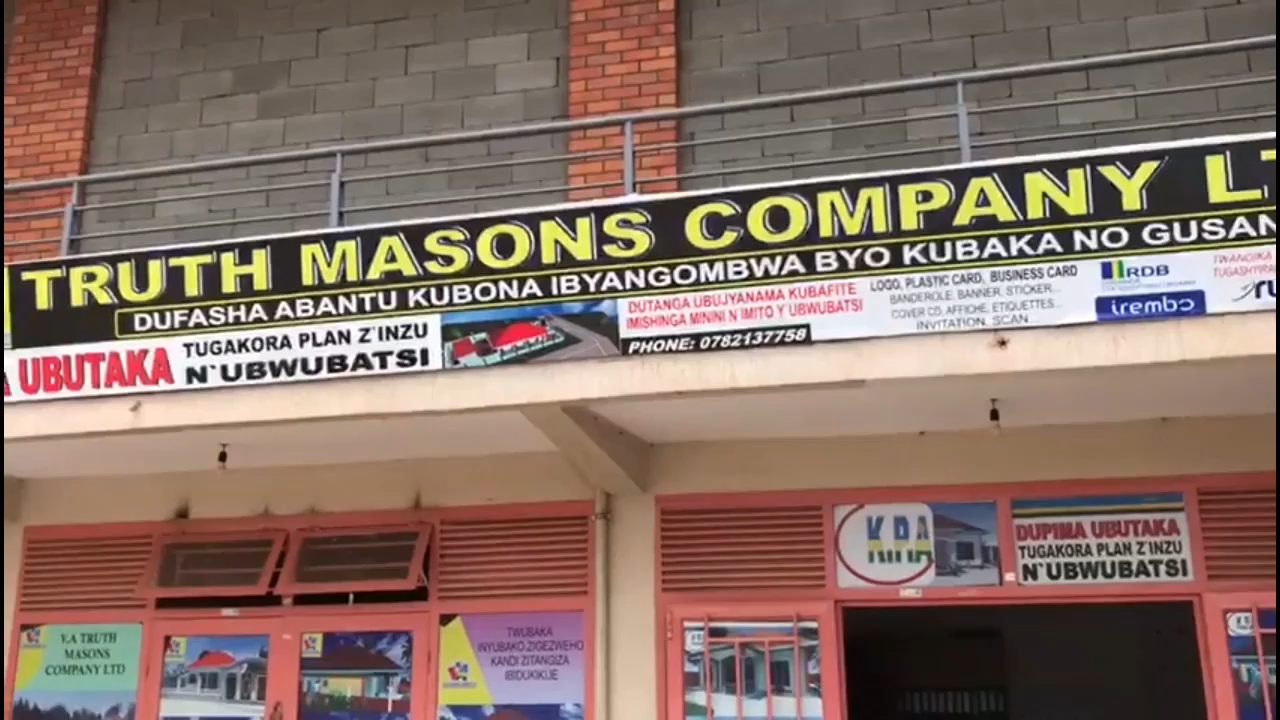 TRUTH MASONS COMPANY LT
DUFASHA ABANTU KUBONA IBYANGOMBWA BYO KUBAKA NO GUSAN
UBUTAKA
TUGAKORA PLAN Z'INZU
N`UBWUBATSI
DUTANGA UBUJYANAMA KUBAFITE
IMISHINGA MININI N'IMITO Y'UBWUBATSI
PHONE: 0782137758
LOGO, PLASTIC CARD, BUSINESS CARD
BANDEROLE, BANNER, STICKER...
COVER CD, AFFICHE, ETIQUETTES...
INVITATION, SCAN...
RDB
irembo
KRA
DUPIMA UBUTAKA
TUGAKORA PLAN Z'INZU
N`UBWUBATSI
V.A TRUTH
MASONS
COMPANY LTD
TWUBAKA
INYUBAKO ZIGEZWEHO
KANDI ZITANGIZA
IBIDUKIKIJE